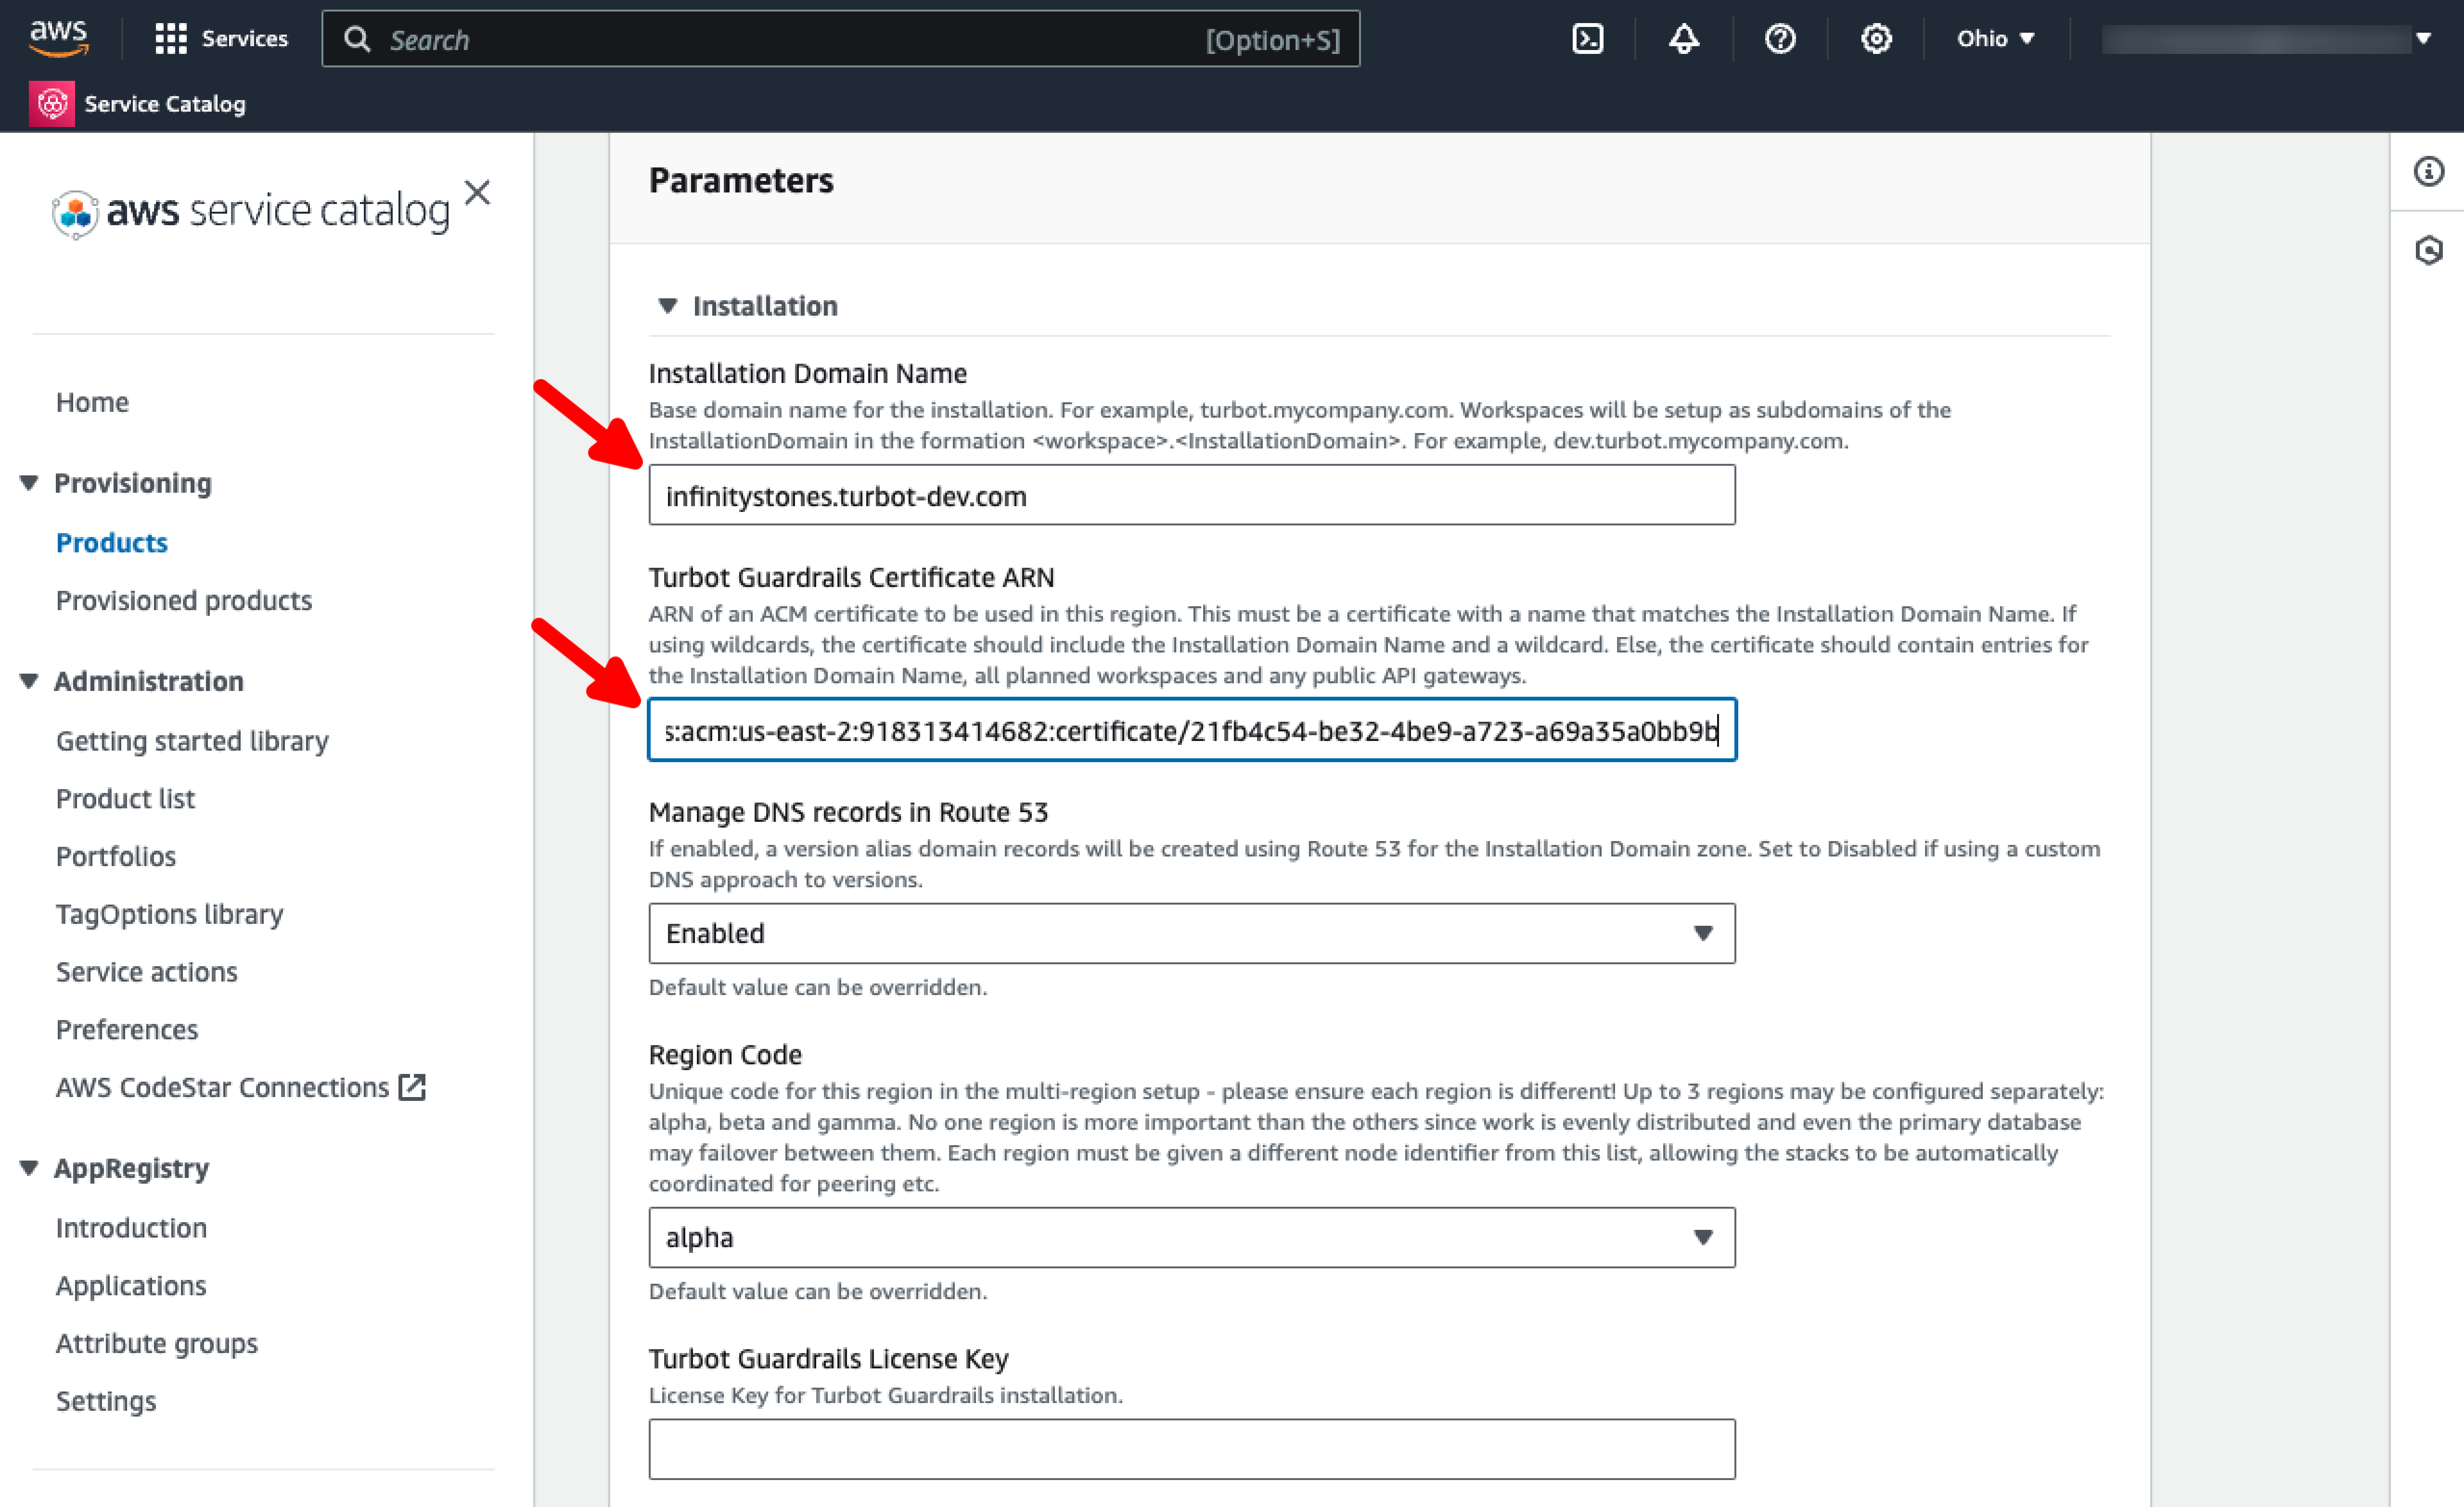 aws
Services
Search
[Option+S]
Ohio
Service Catalog
aws service catalog
Home
Provisioning
Products
Provisioned products
Administration
Getting started library
Product list
Portfolios
TagOptions library
Service actions
Preferences
AWS CodeStar Connections
AppRegistry
Introduction
Applications
Attribute groups
Settings
Parameters
Installation
Installation Domain Name
Base domain name for the installation. For example, turbot.mycompany.com. Workspaces will be setup as subdomains of the
InstallationDomain in the formation <workspace>.<InstallationDomain>. For example, dev.turbot.mycompany.com.
infinitystones.turbot-dev.com
Turbot Guardrails Certificate ARN
ARN of an ACM certificate to be used in this region. This must be a certificate with a name that matches the Installation Domain Name. If
using wildcards, the certificate should include the Installation Domain Name and a wildcard. Else, the certificate should contain entries for
the Installation Domain Name, all planned workspaces and any public API gateways.
s:acm:us-east-2:918313414682:certificate/21fb4c54-be32-4be9-a723-a69a35a0bb9b
Manage DNS records in Route 53
If enabled, a version alias domain records will be created using Route 53 for the Installation Domain zone. Set to Disabled if using a custom
DNS approach to versions.
Enabled
Default value can be overridden.
Region Code
Unique code for this region in the multi-region setup - please ensure each region is different! Up to 3 regions may be configured separately:
alpha, beta and gamma. No one region is more important than the others since work is evenly distributed and even the primary database
may failover between them. Each region must be given a different node identifier from this list, allowing the stacks to be automatically
coordinated for peering etc.
alpha
Default value can be overridden.
Turbot Guardrails License Key
License Key for Turbot Guardrails installation.